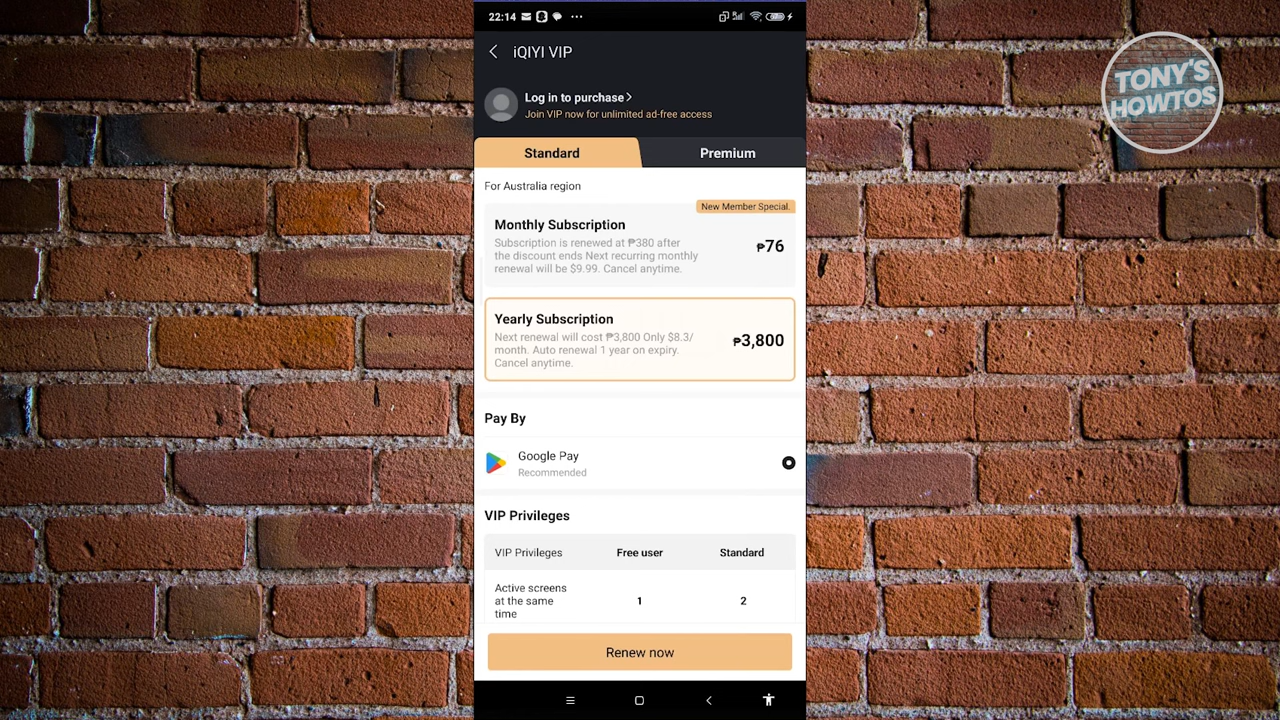 22:14
iQIYI VIP
TONY'S
HOWTOS
Log in to purchase
Join VIP now for unlimited ad-free access
Standard
Premium
For Australia region
New Member Special.
Monthly Subscription
Subscription is renewed at ₱380 after
the discount ends Next recurring monthly
renewal will be $9.99. Cancel anytime.
₱76
Yearly Subscription
Next renewal will cost ₱3,800 Only $8.3/
month. Auto renewal 1 year on expiry.
Cancel anytime.
₱3,800
Pay By
Google Pay
Recommended
VIP Privileges
VIP Privileges Free user Standard
Active screens
at the same
time
1 2
Renew now